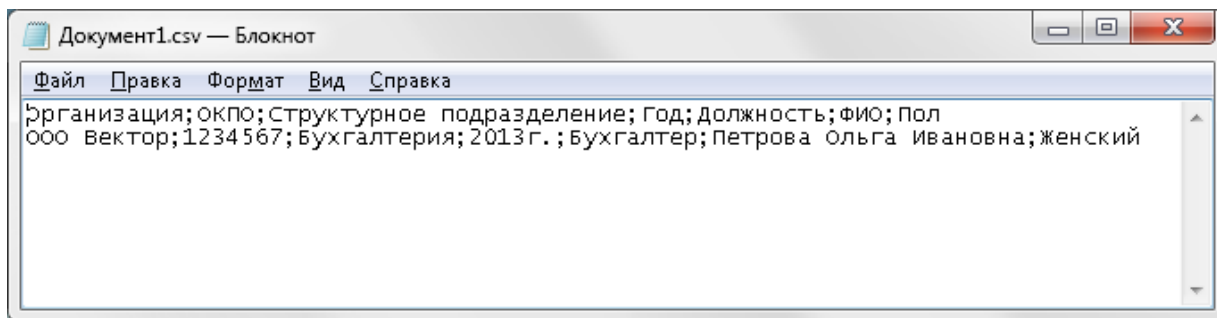 Документ1.csv — Блокнот
Файл Правка Формат Вид Справка
Организация;ОКПО;Структурное подразделение;Год;Должность;ФИО;Пол
ООО Вектор;1234567;Бухгалтерия;2013г.;Бухгалтер;Петрова Ольга Ивановна;Женский